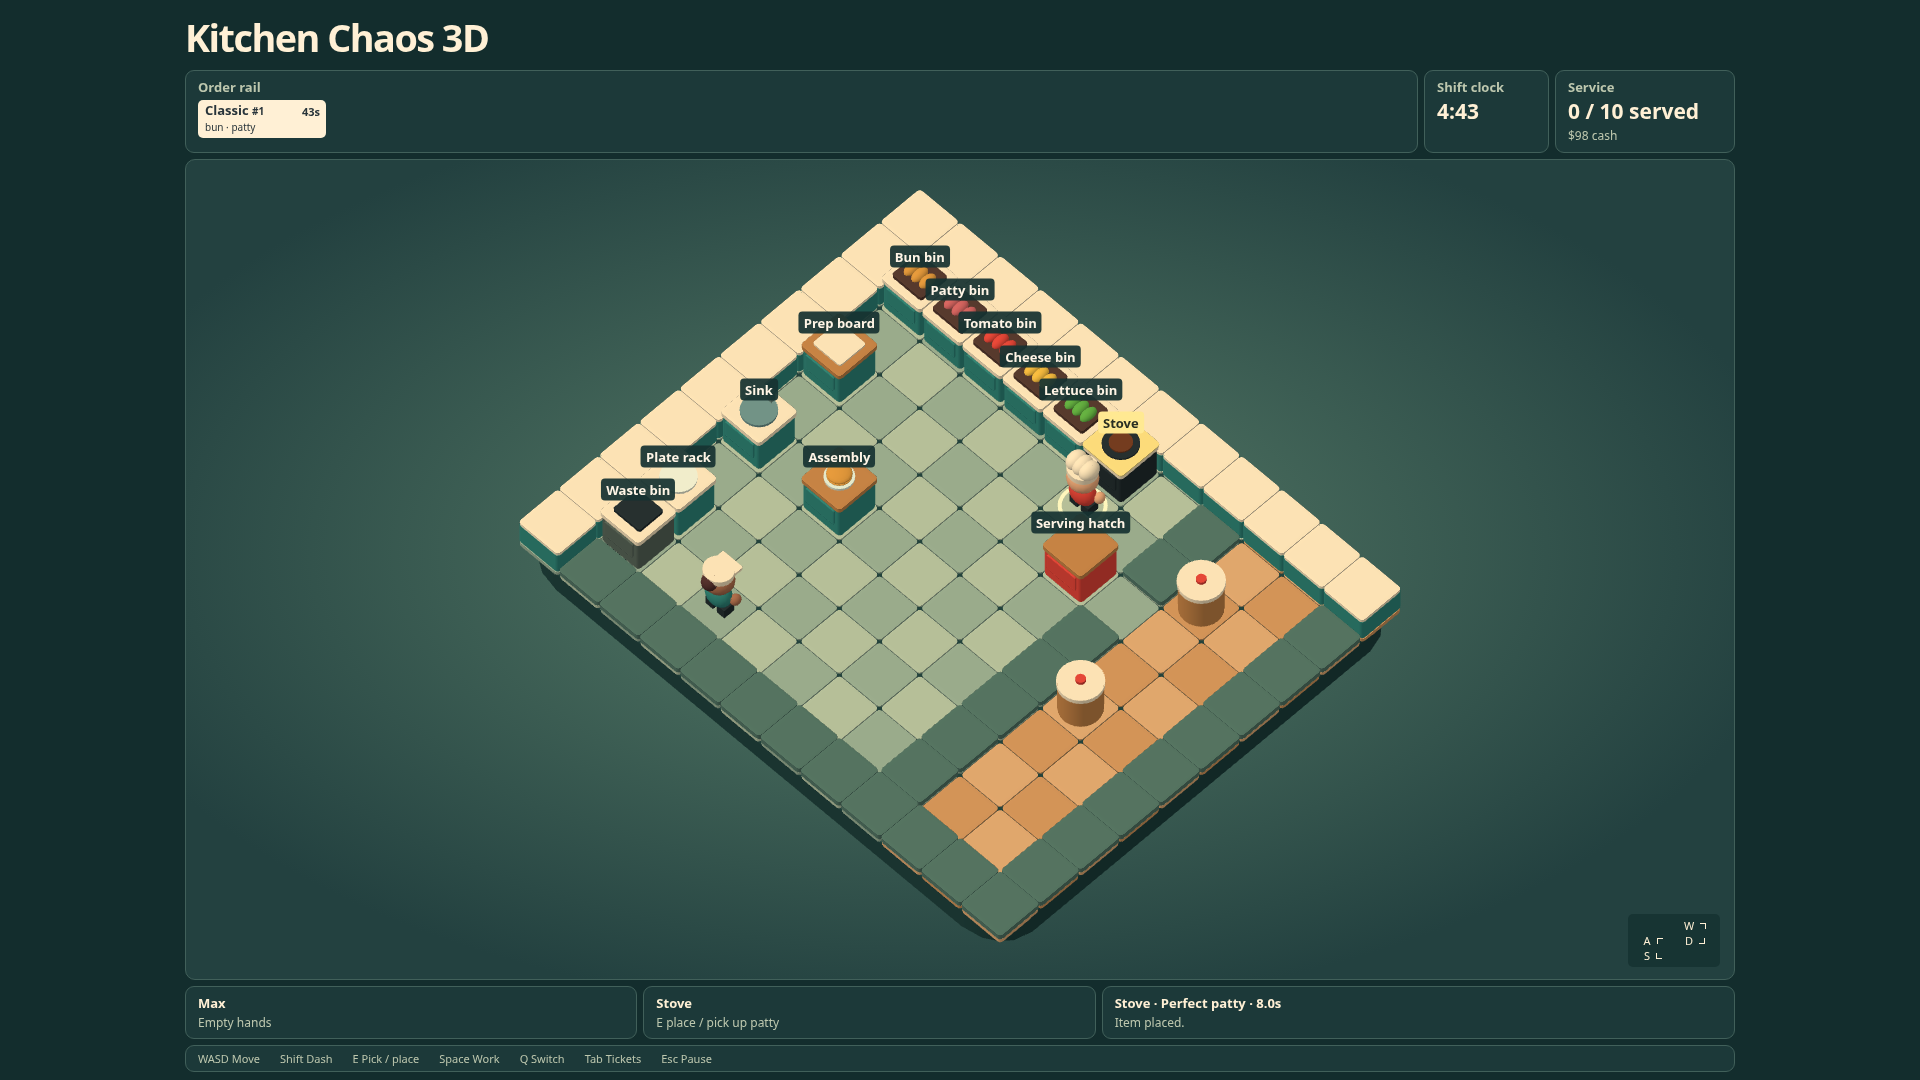 Kitchen Chaos 3D
Order rail
Classic #1 43s
bun · patty
Shift clock
4:43
Service
0 / 10 served
$98 cash
Bun bin
Patty bin
Prep board
Tomato bin
Cheese bin
Sink
Lettuce bin
Stove
Plate rack
Assembly
Waste bin
Serving hatch
W ¬
A ⌜ D ⌟
S ⌞
Max
Empty hands
Stove
E place / pick up patty
Stove · Perfect patty · 8.0s
Item placed.
WASD Move Shift Dash E Pick / place Space Work Q Switch Tab Tickets Esc Pause